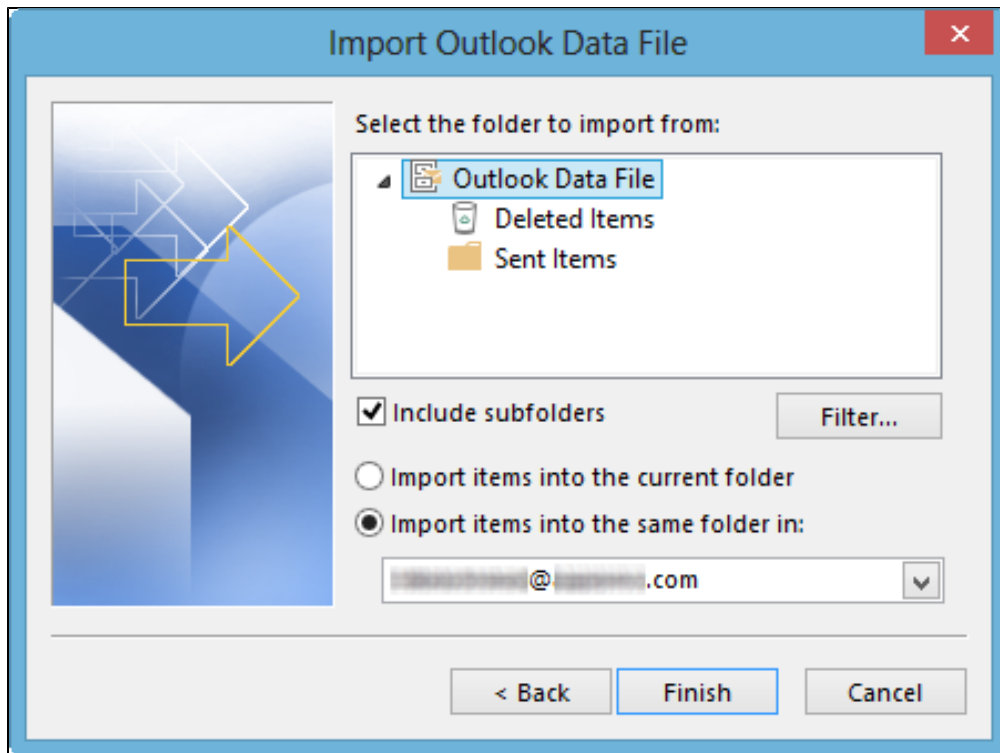 Import Outlook Data File
Select the folder to import from:
Outlook Data File
Deleted Items
Sent Items
Include subfolders
Filter...
Import items into the current folder
Import items into the same folder in:
@ .com
< Back Finish Cancel